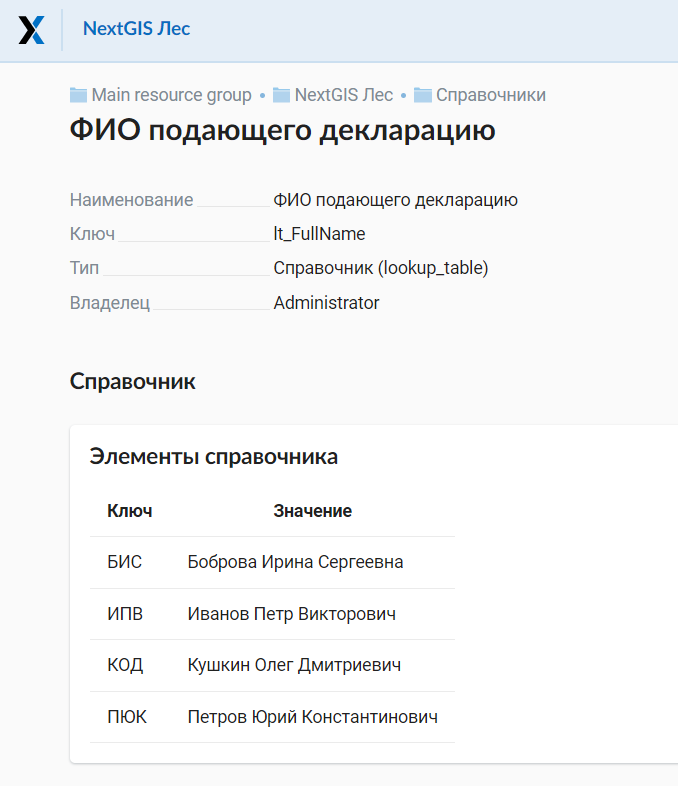 NextGIS Лес
Main resource group • NextGIS Лес • Справочники
ФИО подающего декларацию
Наименование ФИО подающего декларацию
Ключ lt_FullName
Тип Справочник (lookup_table)
Владелец Administrator
Справочник
Элементы справочника
Ключ Значение
БИС Боброва Ирина Сергеевна
ИПВ Иванов Петр Викторович
КОД Кушкин Олег Дмитриевич
ПЮК Петров Юрий Константинович